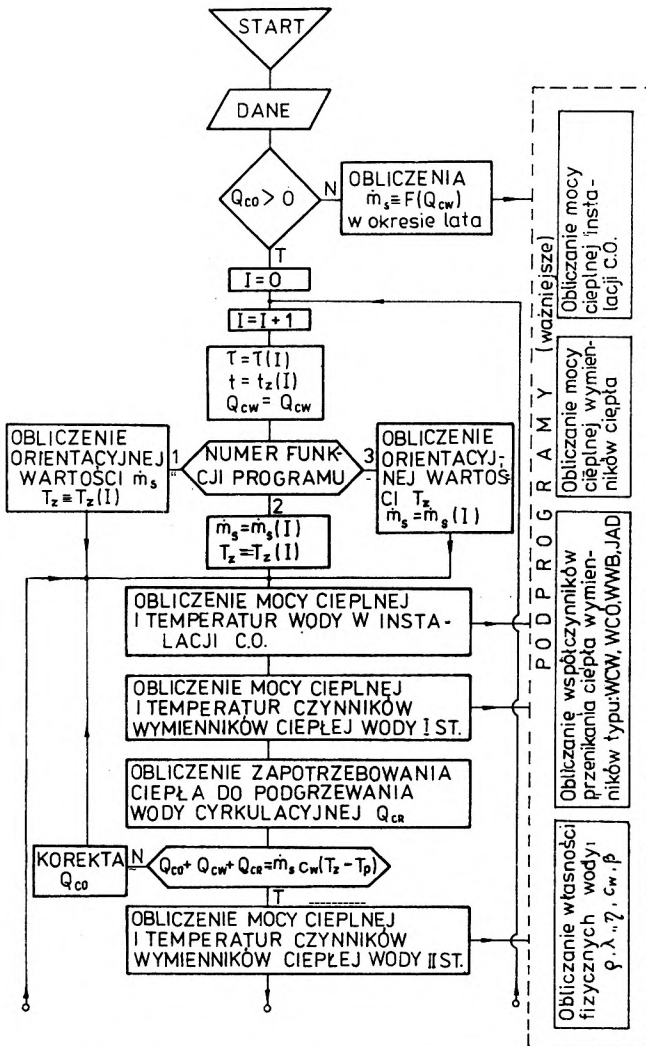 START
DANE
Q_CO > 0
N
OBLICZENIA
ṁ_s ≡ F(Q_CW)
w okresie lata
T
I = 0
I = I + 1
τ = τ(I)
t = t_z(I)
Q_CW = Q_CW
NUMER FUNK-
CJI PROGRAMU
1
OBLICZENIE
ORIENTACYJNEJ
WARTOŚCI ṁ_s
T_z ≡ T_z(I)
3
OBLICZENIE
ORIENTACYJ-
NEJ WARTOŚ-
CI T_z
ṁ_s = ṁ_s(I)
2
ṁ_s = ṁ_s(I)
T_z = T_z(I)
OBLICZENIE MOCY CIEPLNEJ
I TEMPERATUR WODY W INSTA-
LACJI C.O.
OBLICZENIE MOCY CIEPLNEJ
I TEMPERATUR CZYNNIKÓW
WYMIENNIKÓW CIEPŁEJ WODY I ST.
OBLICZENIE ZAPOTRZEBOWANIA
CIEPŁA DO PODGRZEWANIA
WODY CYRKULACYJNEJ Q_CR
KOREKTA
Q_CO
N
Q_CO + Q_CW + Q_CR = ṁ_s c_w (T_z - T_p)
T
OBLICZENIE MOCY CIEPLNEJ
I TEMPERATUR CZYNNIKÓW
WYMIENNIKÓW CIEPŁEJ WODY II ST.
PODPROGRAMY (ważniejsze)
Obliczanie mocy
cieplnej insta-
lacji C.O.
Obliczanie mocy
cieplnej wymien-
ników ciepła
Obliczanie współczynników
przenikania ciepła wymien-
ników typu: WCW, WCO, WWB, JAD
Obliczanie własności
fizycznych wody:
ρ, λ, η, c_w, β